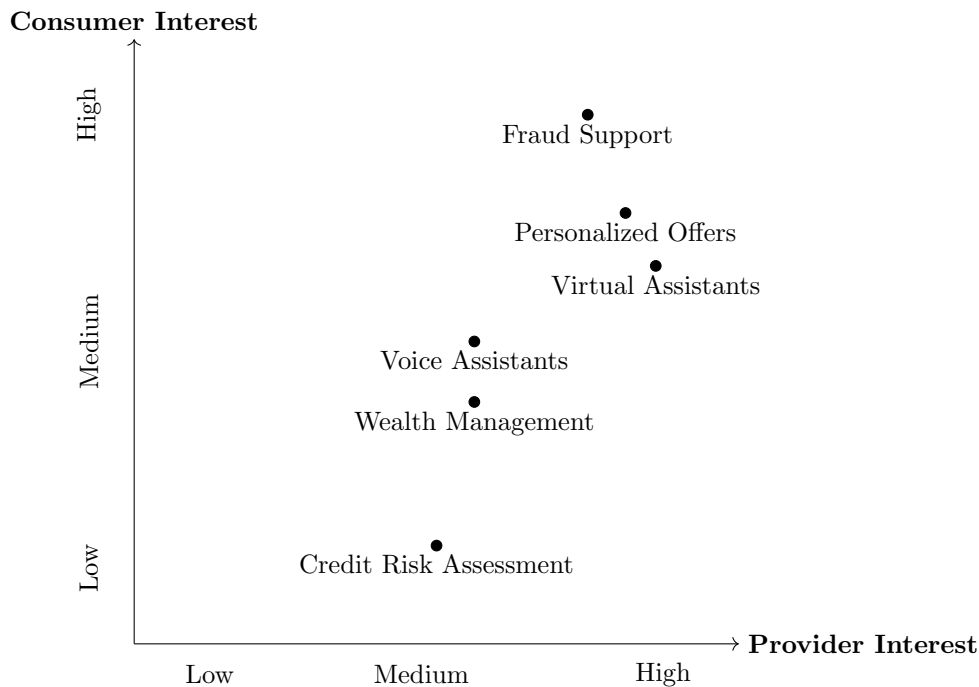 Consumer Interest
High
Fraud Support
Personalized Offers
Virtual Assistants
Medium
Voice Assistants
Wealth Management
Low
Credit Risk Assessment
Provider Interest
Low
Medium
High